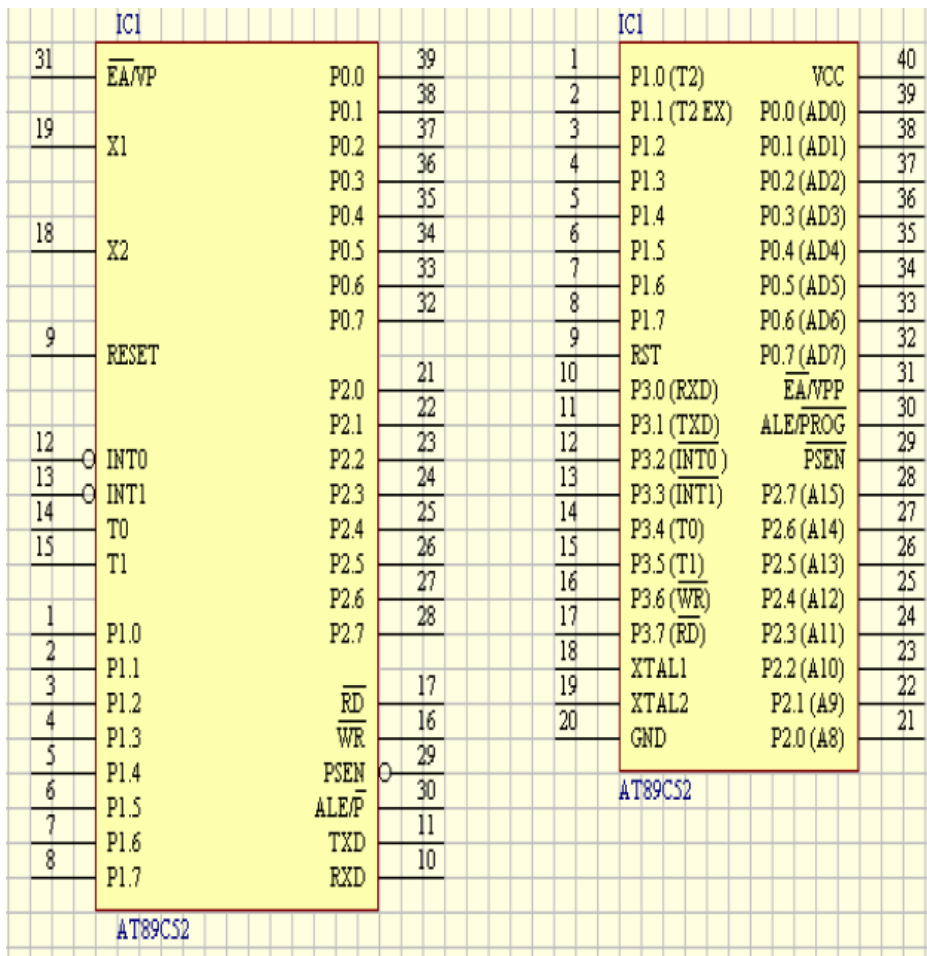 IC1
31 EA/VP P0.0 39
P0.1 38
19 X1 P0.2 37
P0.3 36
P0.4 35
18 X2 P0.5 34
P0.6 33
P0.7 32
9 RESET
P2.0 21
P2.1 22
12 INT0 P2.2 23
13 INT1 P2.3 24
14 T0 P2.4 25
15 T1 P2.5 26
P2.6 27
1 P1.0 P2.7 28
2 P1.1
3 P1.2 RD 17
4 P1.3 WR 16
5 P1.4 PSEN 29
6 P1.5 ALE/P 30
7 P1.6 TXD 11
8 P1.7 RXD 10
AT89C52
IC1
1 P1.0 (T2) VCC 40
2 P1.1 (T2 EX) P0.0 (AD0) 39
3 P1.2 P0.1 (AD1) 38
4 P1.3 P0.2 (AD2) 37
5 P1.4 P0.3 (AD3) 36
6 P1.5 P0.4 (AD4) 35
7 P1.6 P0.5 (AD5) 34
8 P1.7 P0.6 (AD6) 33
9 RST P0.7 (AD7) 32
10 P3.0 (RXD) EA/VPP 31
11 P3.1 (TXD) ALE/PROG 30
12 P3.2 (INT0 ) PSEN 29
13 P3.3 (INT1) P2.7 (A15) 28
14 P3.4 (T0) P2.6 (A14) 27
15 P3.5 (T1) P2.5 (A13) 26
16 P3.6 (WR) P2.4 (A12) 25
17 P3.7 (RD) P2.3 (A11) 24
18 XTAL1 P2.2 (A10) 23
19 XTAL2 P2.1 (A9) 22
20 GND P2.0 (A8) 21
AT89C52